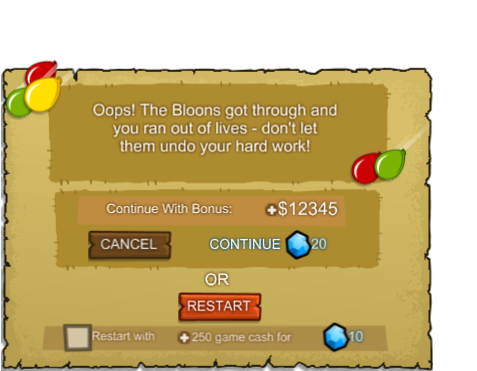 Oops! The Bloons got through and
you ran out of lives - don't let
them undo your hard work!
Continue With Bonus: +$12345
CANCEL CONTINUE 20
OR
RESTART
Restart with +250 game cash for 10